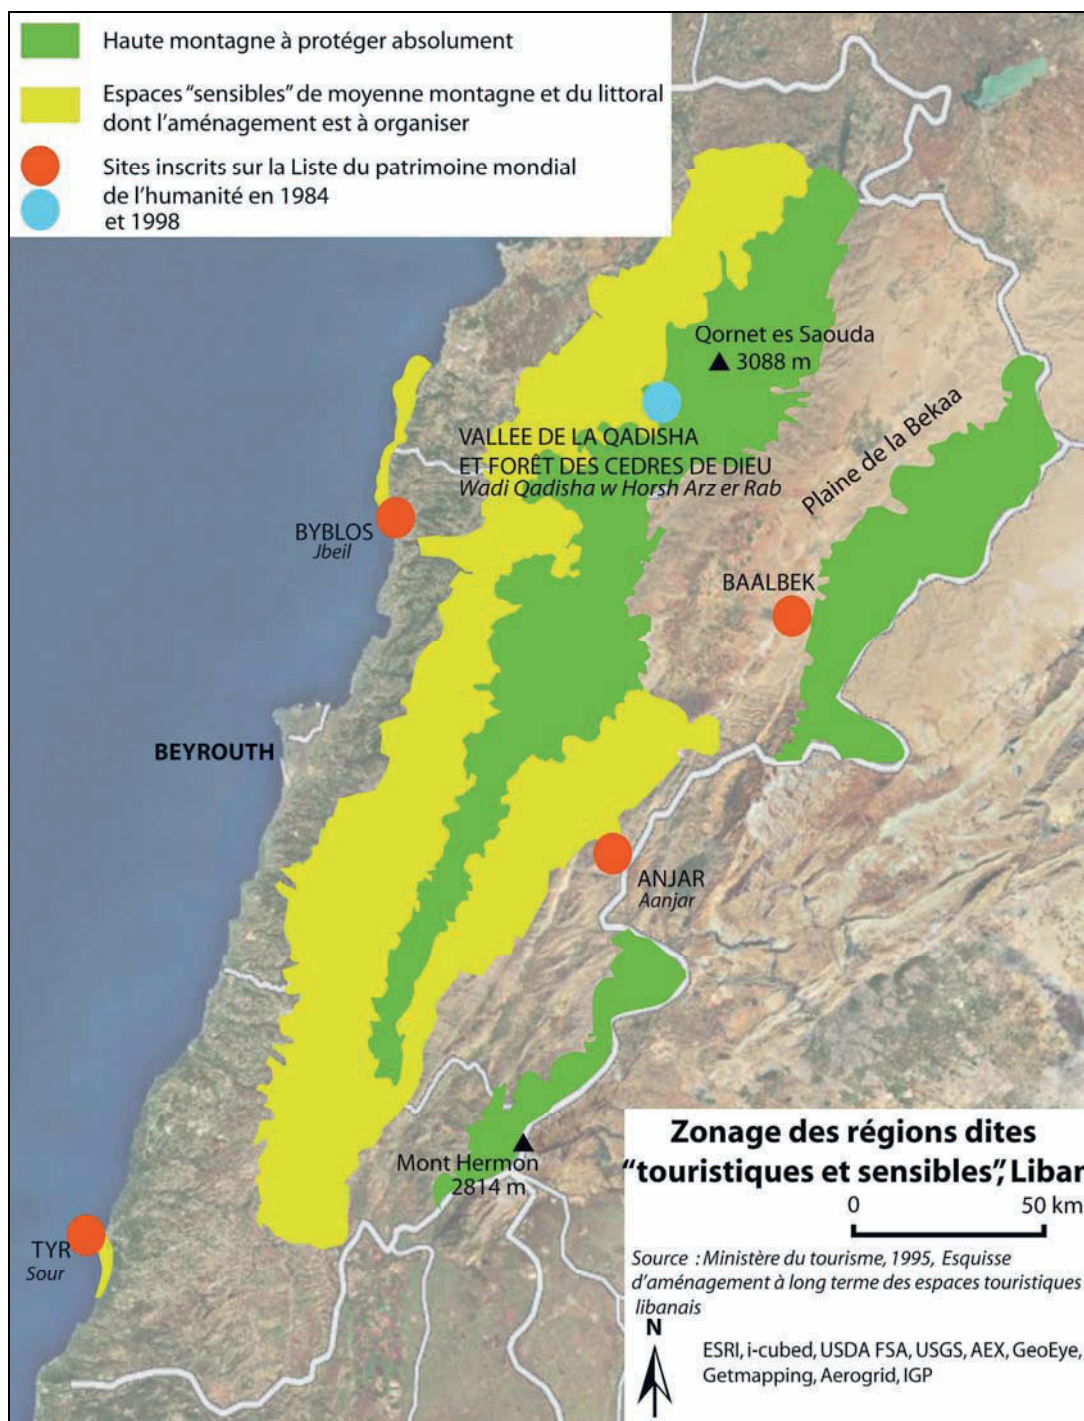 Haute montagne à protéger absolument
Espaces “sensibles” de moyenne montagne et du littoral
dont l’aménagement est à organiser
Sites inscrits sur la Liste du patrimoine mondial
de l’humanité en 1984
et 1998
Qornet es Saouda
▲ 3088 m
Plaine de la Bekaa
VALLEE DE LA QADISHA
ET FORÊT DES CEDRES DE DIEU
Wadi Qadisha w Horsh Arz er Rab
BYBLOS
Jbeil
BAALBEK
BEYROUTH
ANJAR
Aanjar
Mont Hermon
2814 m
TYR
Sour
Zonage des régions dites
“touristiques et sensibles”, Liban
0 50 km
Source : Ministère du tourisme, 1995, Esquisse
d’aménagement à long terme des espaces touristiques
libanais
N
ESRI, i-cubed, USDA FSA, USGS, AEX, GeoEye,
Getmapping, Aerogrid, IGP